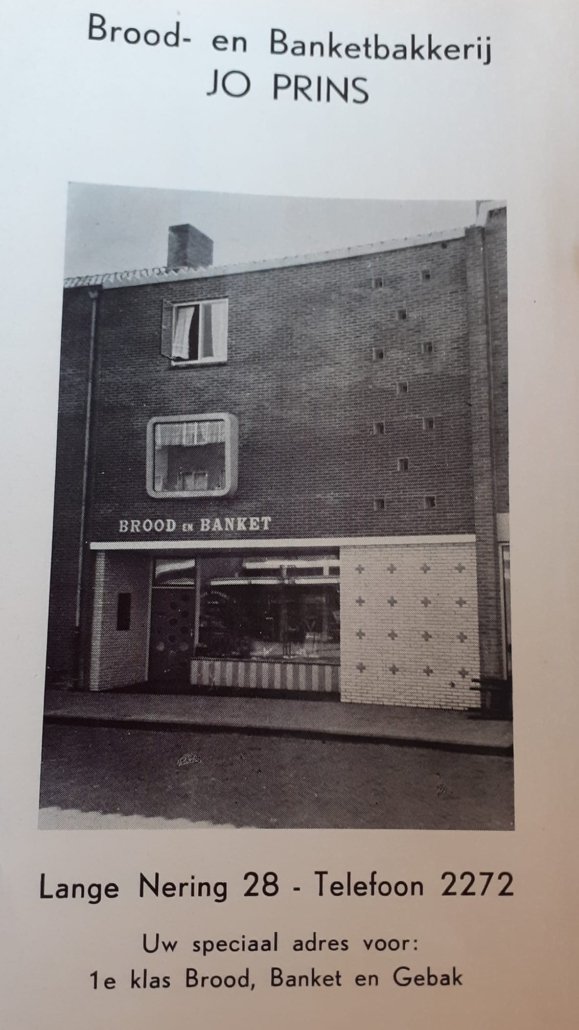 Brood- en Banketbakkerij
JO PRINS
BROOD EN BANKET
Lange Nering 28 - Telefoon 2272
Uw speciaal adres voor:
1e klas Brood, Banket en Gebak